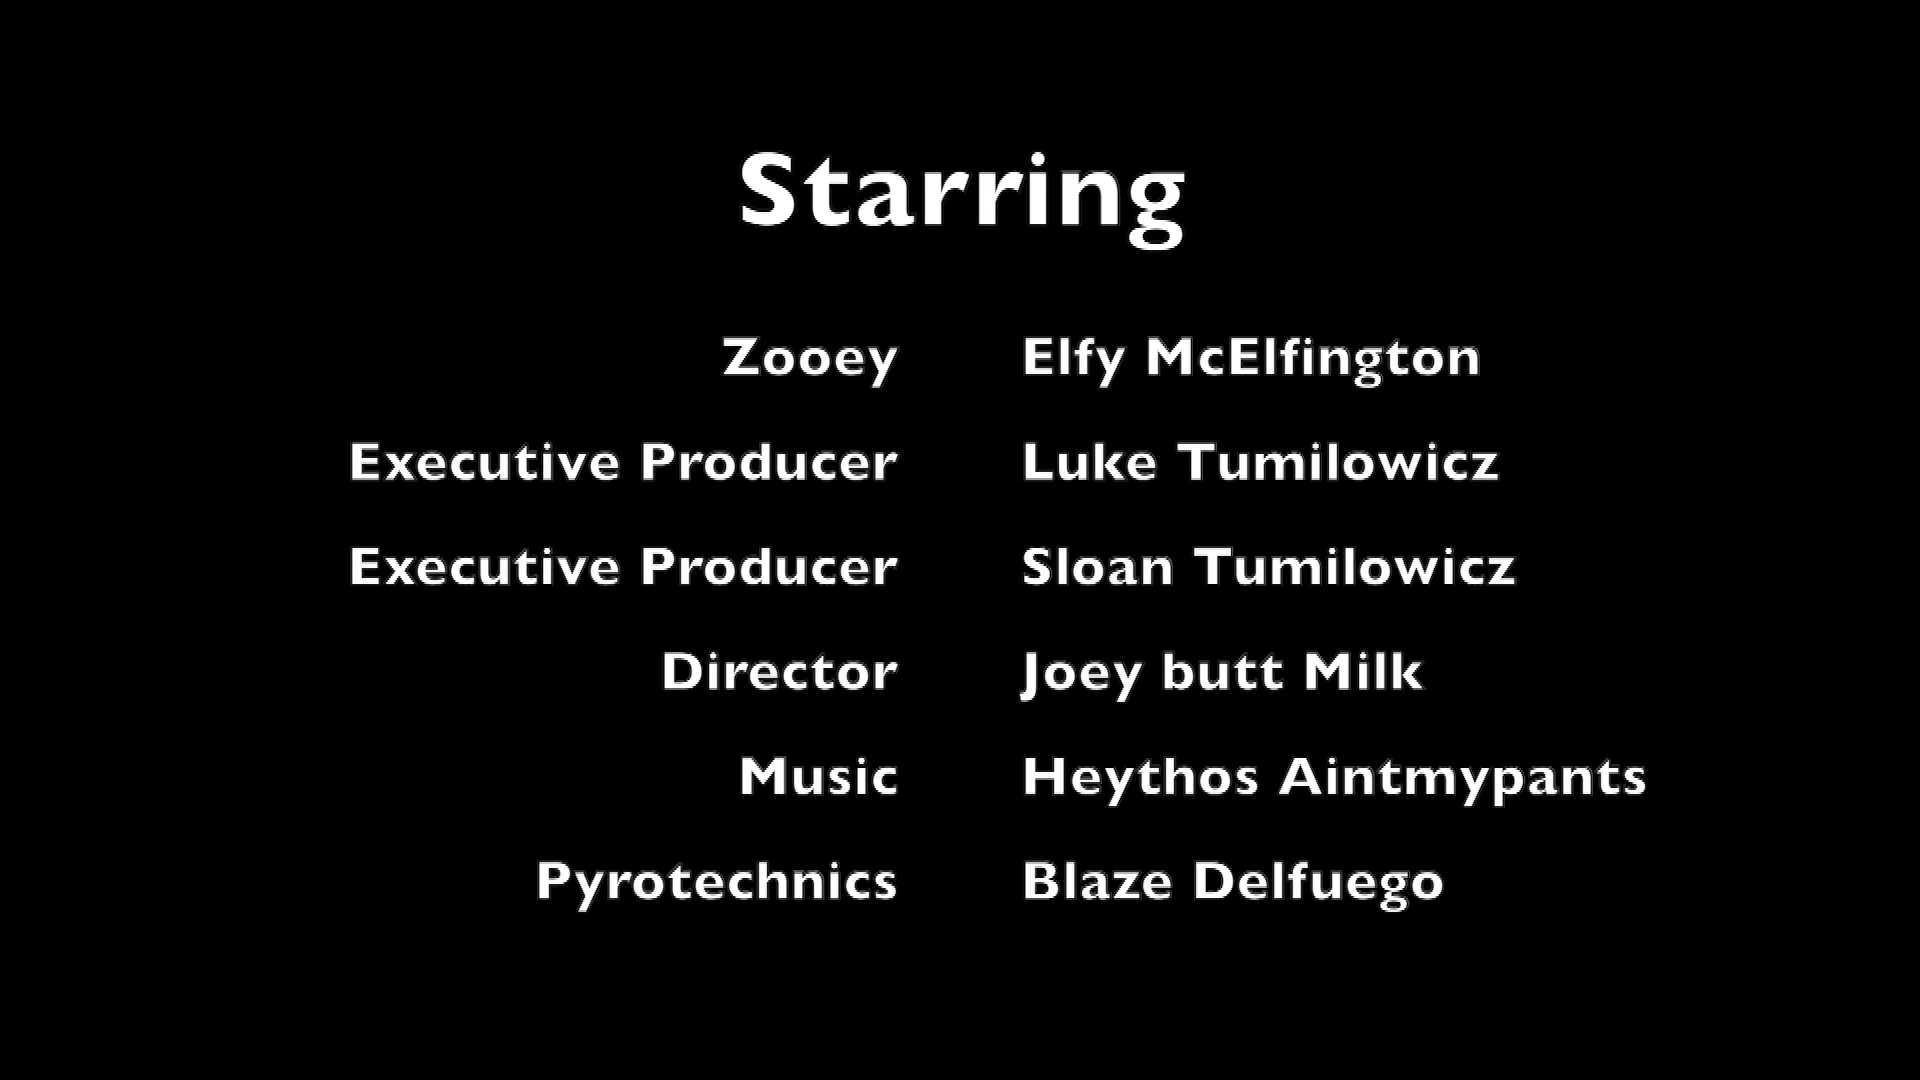 Starring
Zooey Elfy McElfington
Executive Producer Luke Tumilowicz
Executive Producer Sloan Tumilowicz
Director Joey butt Milk
Music Heythos Aintmypants
Pyrotechnics Blaze Delfuego